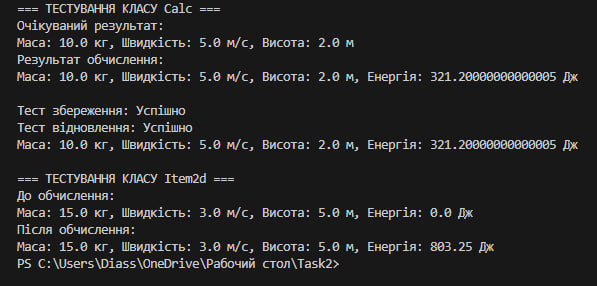 === ТЕСТУВАННЯ КЛАСУ Calc ===
Очікуваний результат:
Маса: 10.0 кг, Швидкість: 5.0 м/с, Висота: 2.0 м
Результат обчислення:
Маса: 10.0 кг, Швидкість: 5.0 м/с, Висота: 2.0 м, Енергія: 321.20000000000005 Дж
Тест збереження: Успішно
Тест відновлення: Успішно
Маса: 10.0 кг, Швидкість: 5.0 м/с, Висота: 2.0 м, Енергія: 321.20000000000005 Дж
=== ТЕСТУВАННЯ КЛАСУ Item2d ===
До обчислення:
Маса: 15.0 кг, Швидкість: 3.0 м/с, Висота: 5.0 м, Енергія: 0.0 Дж
Після обчислення:
Маса: 15.0 кг, Швидкість: 3.0 м/с, Висота: 5.0 м, Енергія: 803.25 Дж
PS C:\Users\Diass\OneDrive\Рабочий стол\Task2>